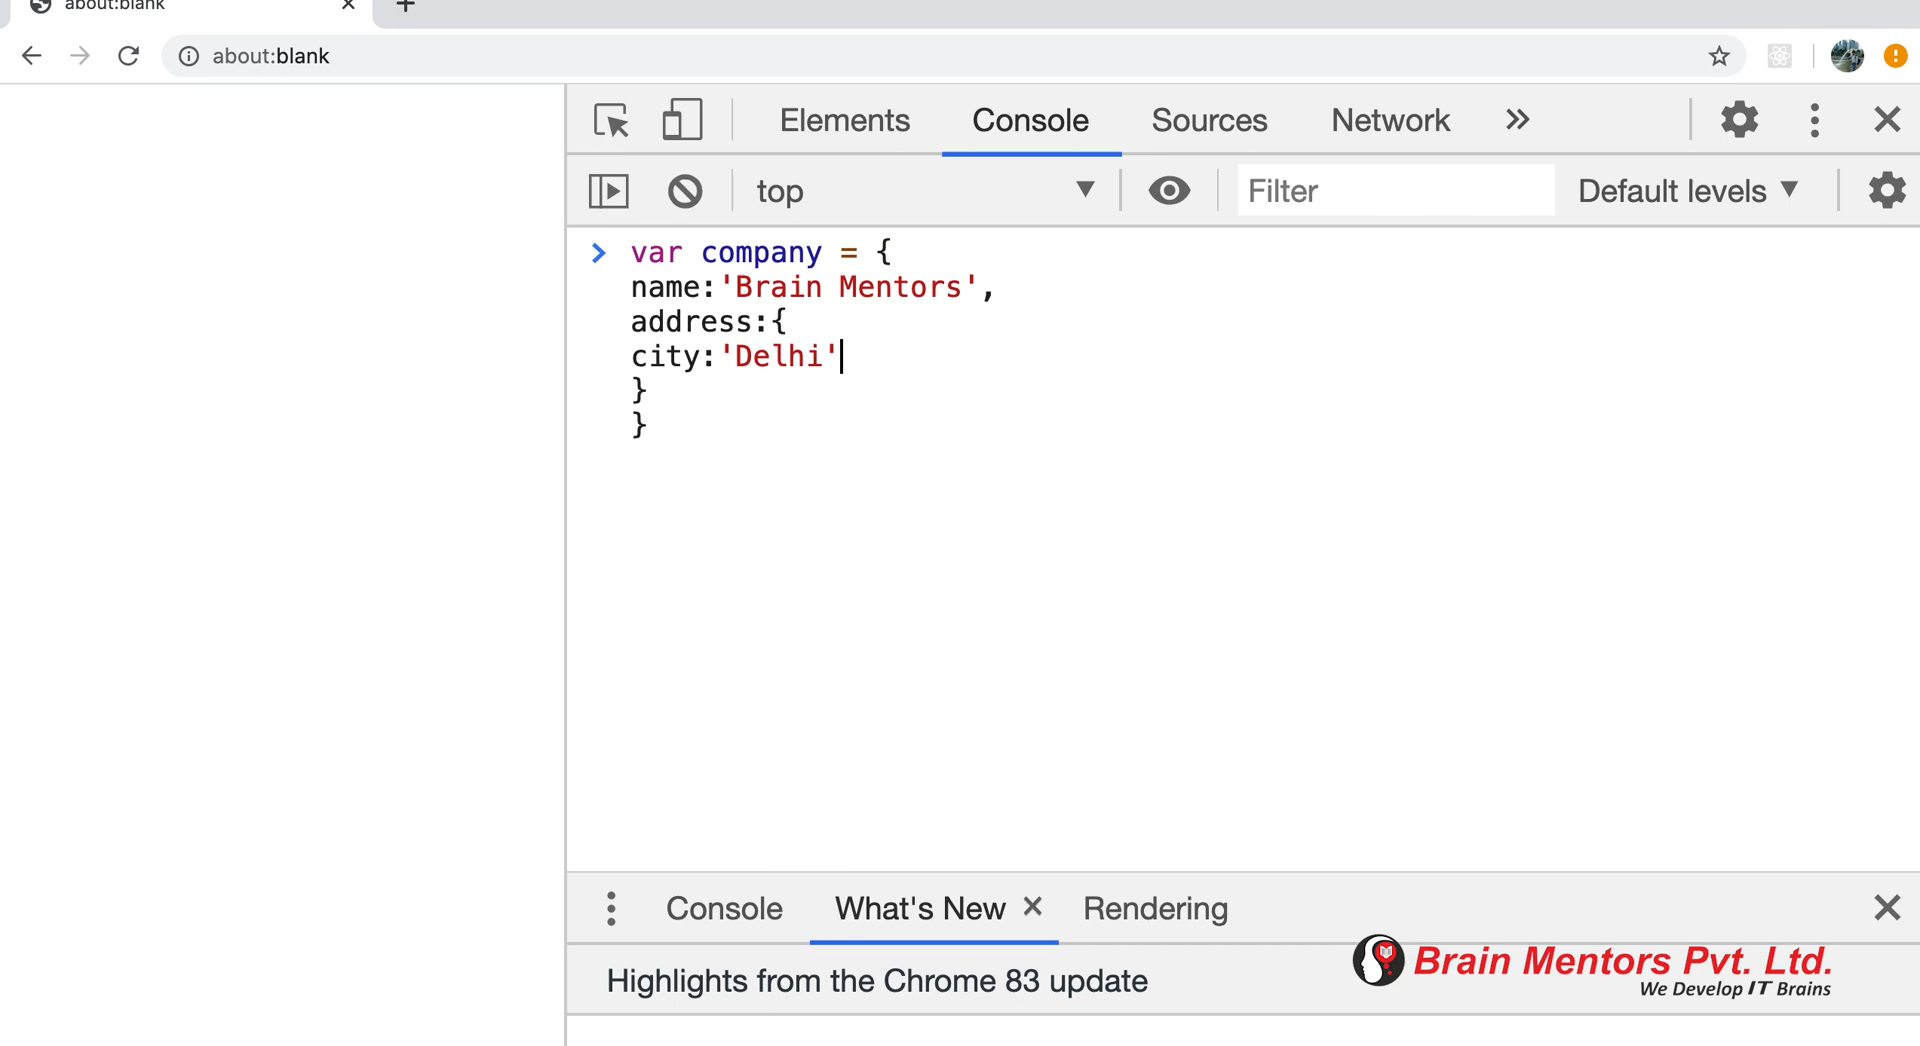 about:blank
about:blank
Elements Console Sources Network
top Filter Default levels
var company = {
name:'Brain Mentors',
address:{
city:'Delhi'
}
}
Console What's New Rendering
Highlights from the Chrome 83 update
Brain Mentors Pvt. Ltd.
We Develop IT Brains